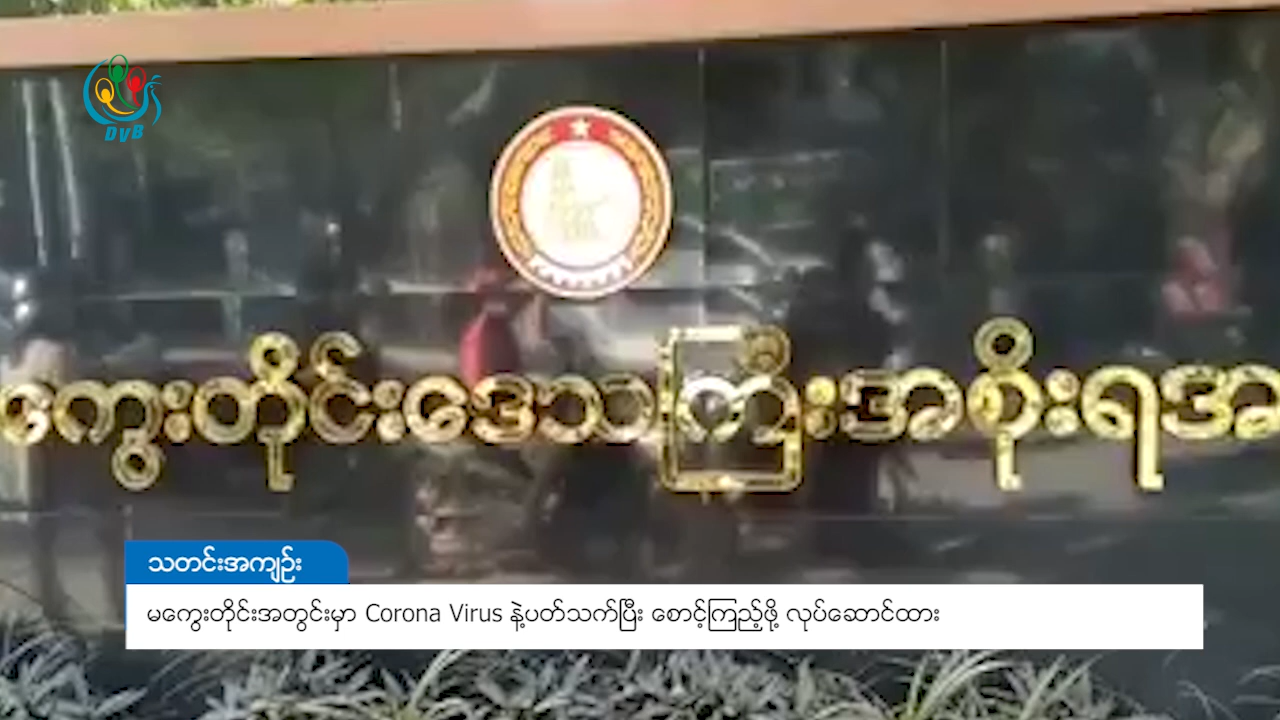 DVB
မကွေးတိုင်းဒေသကြီးအစိုးရအ
သတင်းအကျဉ်း
မကွေးတိုင်းအတွင်းမှာ Corona Virus နဲ့ပတ်သက်ပြီး စောင့်ကြည့်ဖို့ လုပ်ဆောင်ထား